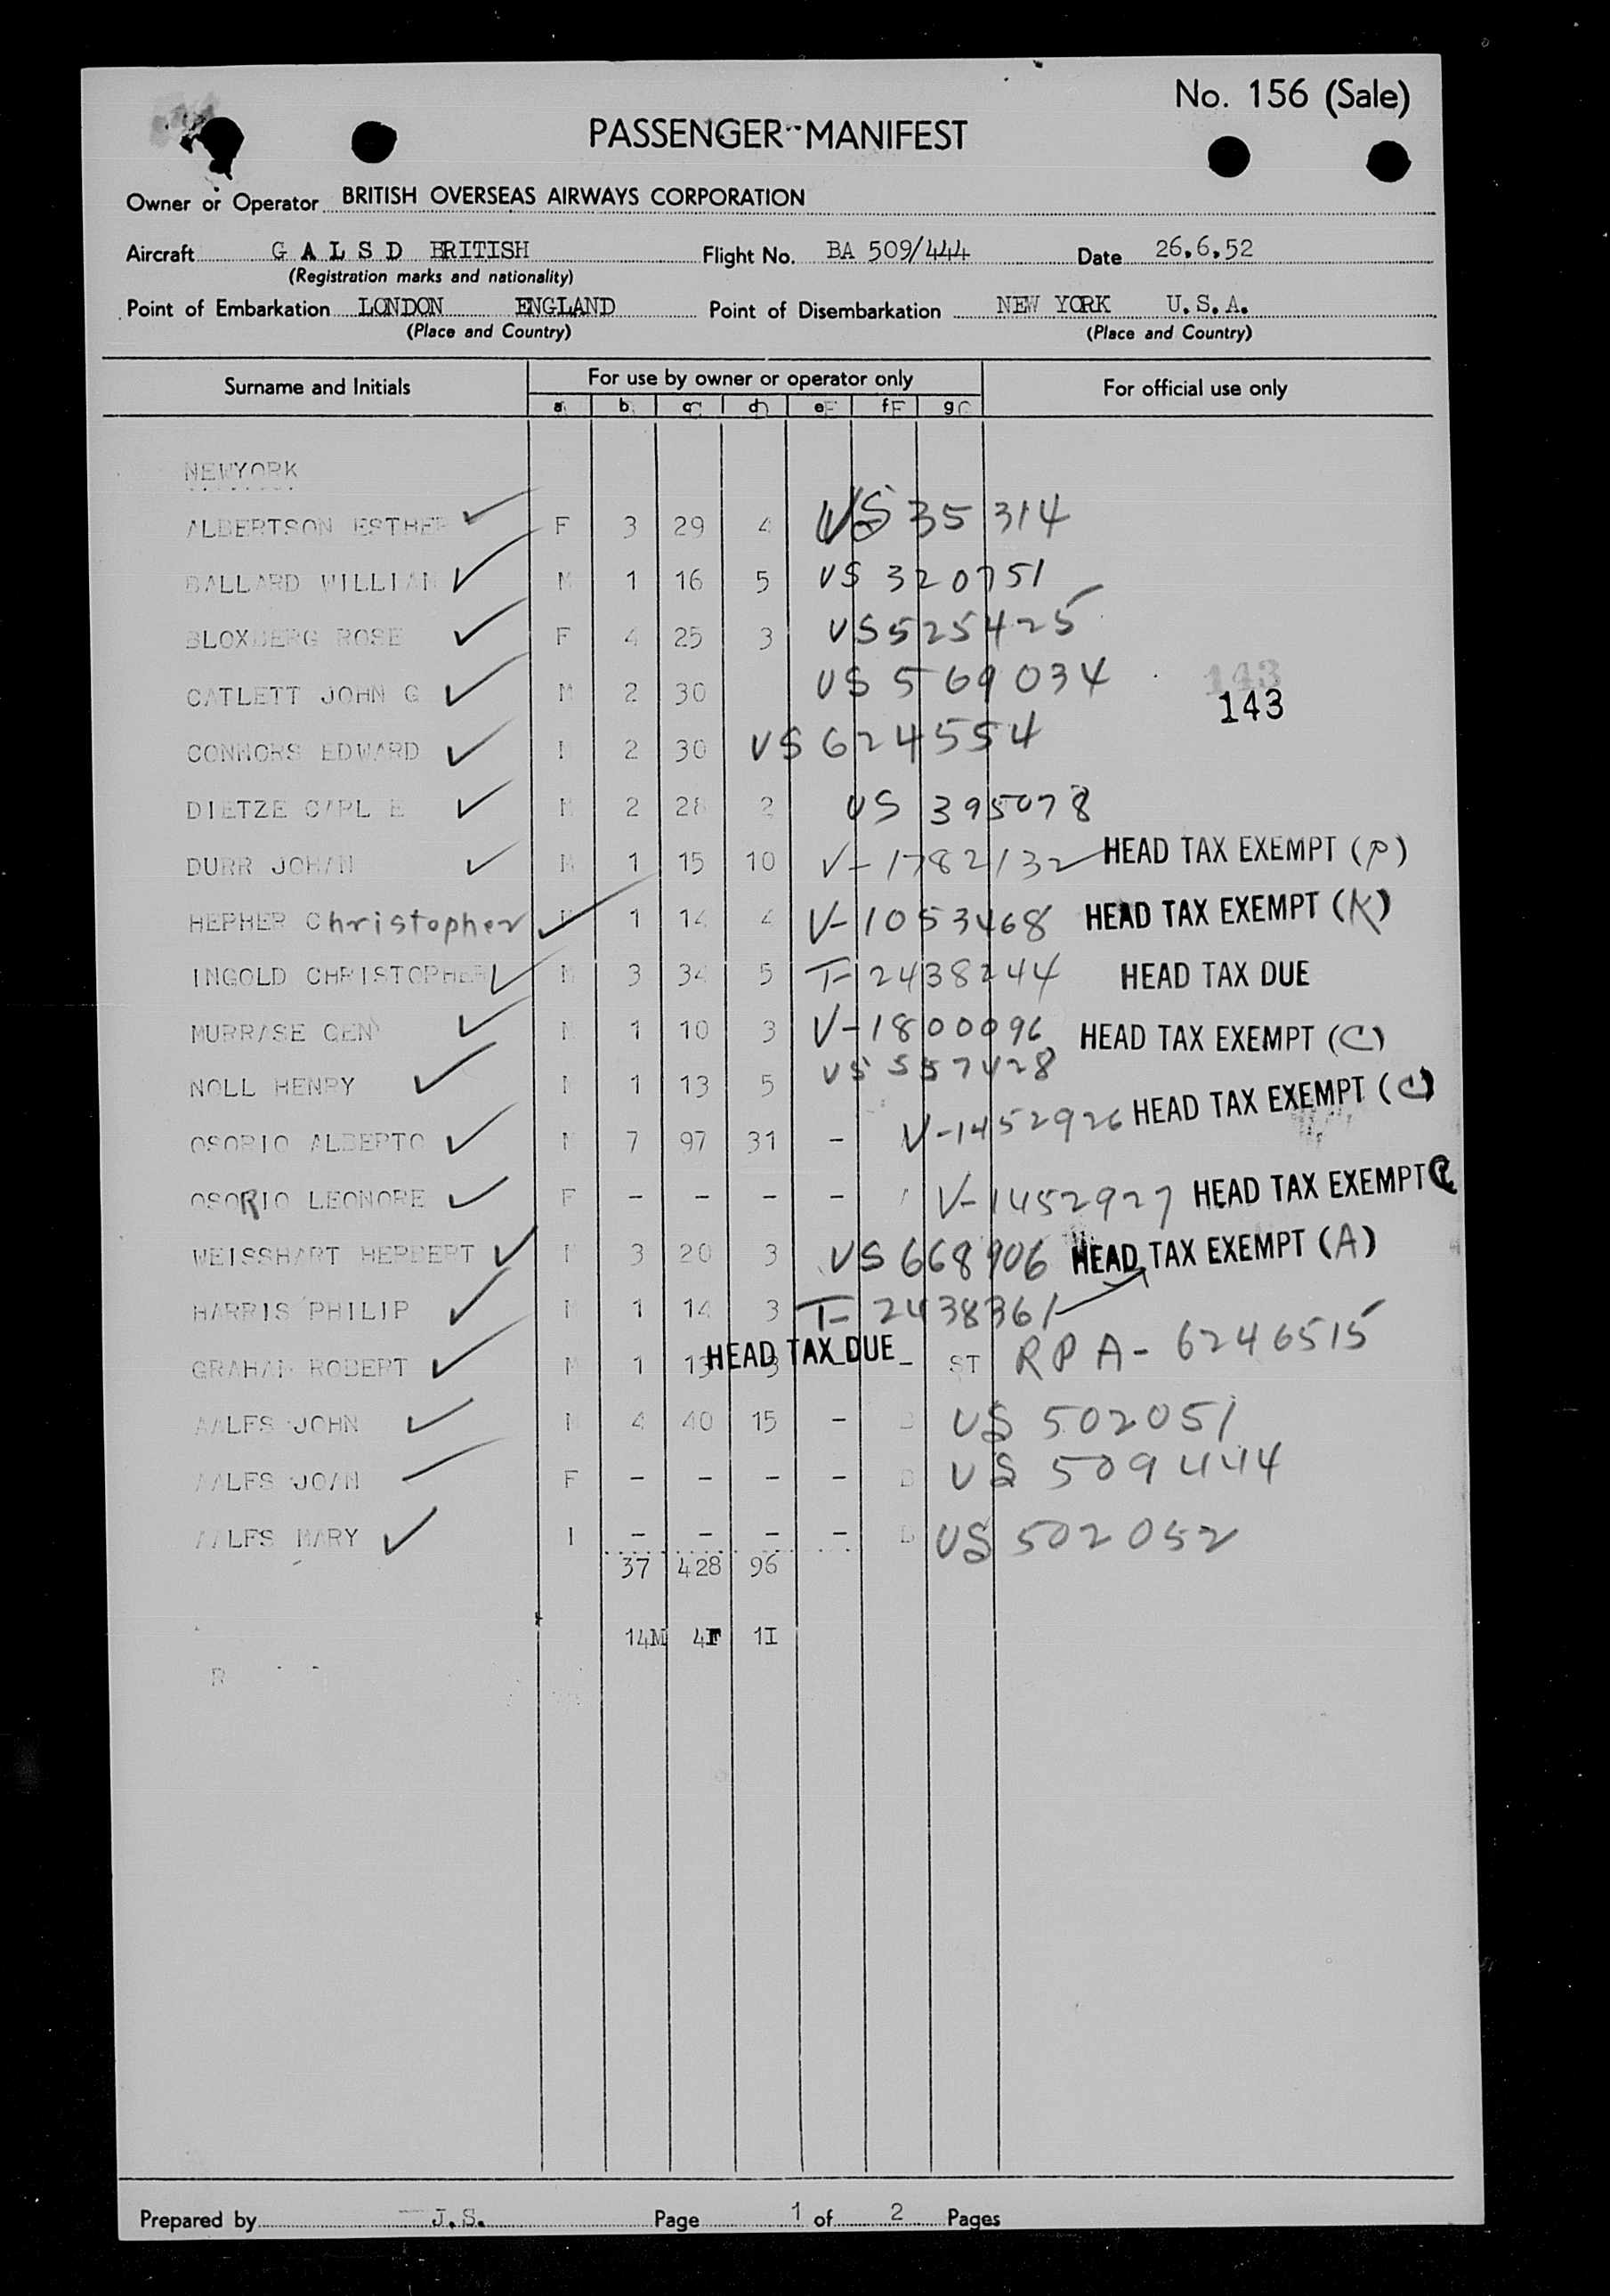 No. 156 (Sale)
PASSENGER MANIFEST
Owner or Operator BRITISH OVERSEAS AIRWAYS CORPORATION
Aircraft G A L S D BRITISH Flight No. BA 509/444 Date 26.6.52
(Registration marks and nationality)
Point of Embarkation LONDON ENGLAND Point of Disembarkation NEW YORK U.S.A.
(Place and Country) (Place and Country)
Surname and Initials For use by owner or operator only For official use only
a b c d e f g
NEWYORK
ALBERTSON ESTHER F 3 29 4 US 35 314
BALLARD WILLIAM M 1 16 5 US 320751
BLOXBERG ROSE F 4 25 3 US 525425
CATLETT JOHN G M 2 30 US 569034
143
143
CONNORS EDWARD 2 30 US 624554
DIETZE CARL E M 2 28 2 US 395078
DURR JOHAN M 1 15 10 V-1782132 HEAD TAX EXEMPT (P)
HEPHER Christopher 1 14 4 V-1053468 HEAD TAX EXEMPT (K)
INGOLD CHRISTOPHER M 3 34 5 T-2438244 HEAD TAX DUE
MURRASE GEN 1 10 3 V-1800096 HEAD TAX EXEMPT (C)
NOLL HENRY 1 13 5 US 557428
OSORIO ALBERTO M 7 97 31 - V-1452926 HEAD TAX EXEMPT (C)
OSORIO LEONORE F - - - - V-1452927 HEAD TAX EXEMPT
WEISSHART HERBERT 3 20 3 US 668906 HEAD TAX EXEMPT (A)
HARRIS PHILIP M 1 14 3 T-2438361
GRAHAM ROBERT M 1 13 3 HEAD TAX DUE - ST RP A-6246515
AALFS JOHN M 4 40 15 - US 502051
AALFS JOAN F - - - - US 509444
AALFS MARY I - - - - US 502052
37 428 96
14M 4F 1I
R
Prepared by J.S. Page 1 of 2 Pages